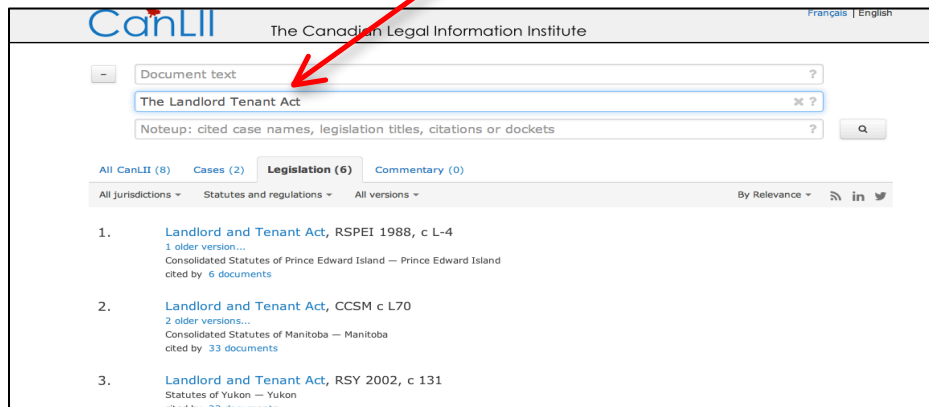 Français | English
CanLII The Canadian Legal Information Institute
- Document text ?
The Landlord Tenant Act ?
Noteup: cited case names, legislation titles, citations or dockets ?
All CanLII (8) Cases (2) Legislation (6) Commentary (0)
All jurisdictions Statutes and regulations All versions By Relevance in
1. Landlord and Tenant Act, RSPEI 1988, c L-4
1 older version...
Consolidated Statutes of Prince Edward Island — Prince Edward Island
cited by 6 documents
2. Landlord and Tenant Act, CCSM c L70
2 older versions...
Consolidated Statutes of Manitoba — Manitoba
cited by 33 documents
3. Landlord and Tenant Act, RSY 2002, c 131
Statutes of Yukon — Yukon